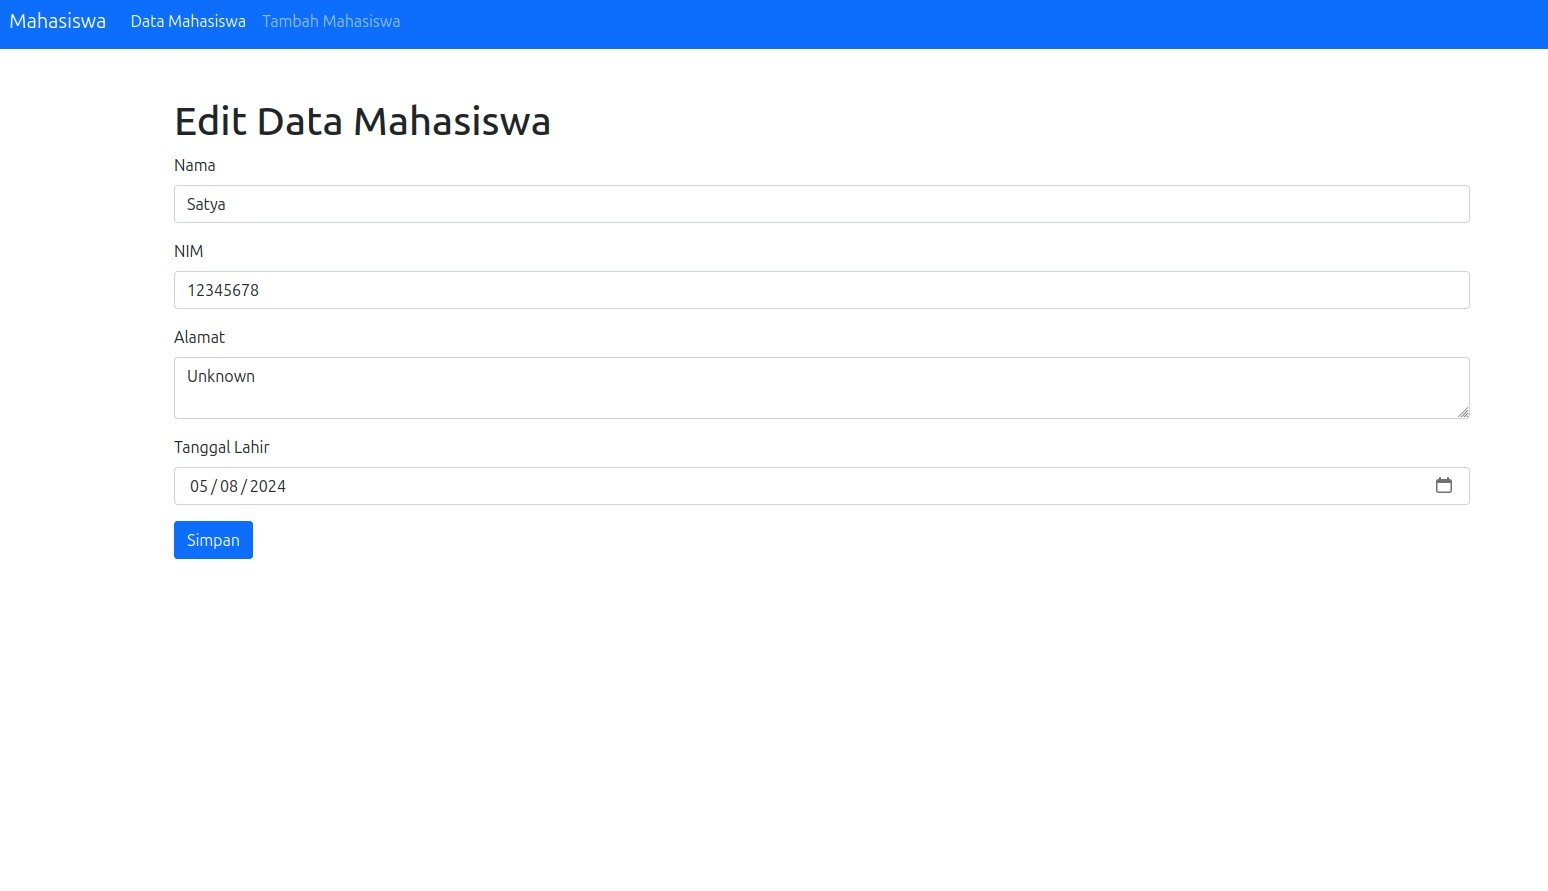 Mahasiswa Data Mahasiswa Tambah Mahasiswa
Edit Data Mahasiswa
Nama
Satya
NIM
12345678
Alamat
Unknown
Tanggal Lahir
05/08/2024
Simpan